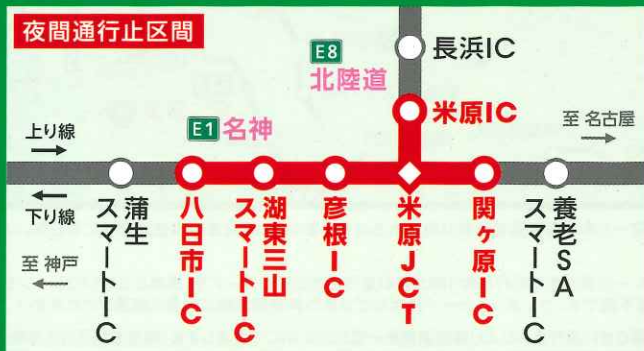 夜間通行止区間
E8
北陸道
長浜IC
米原IC
E1 名神
至 名古屋
上り線
下り線
至 神戸
蒲生
スマートIC
八日市IC
湖東三山
スマートIC
彦根IC
米原JCT
関ヶ原IC
養老SA
スマートIC